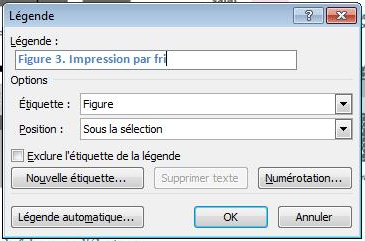 Légende
Légende :
Figure 3. Impression par fri
Options
Étiquette : Figure
Position : Sous la sélection
Exclure l'étiquette de la légende
Nouvelle étiquette... Supprimer texte Numérotation...
Légende automatique... OK Annuler